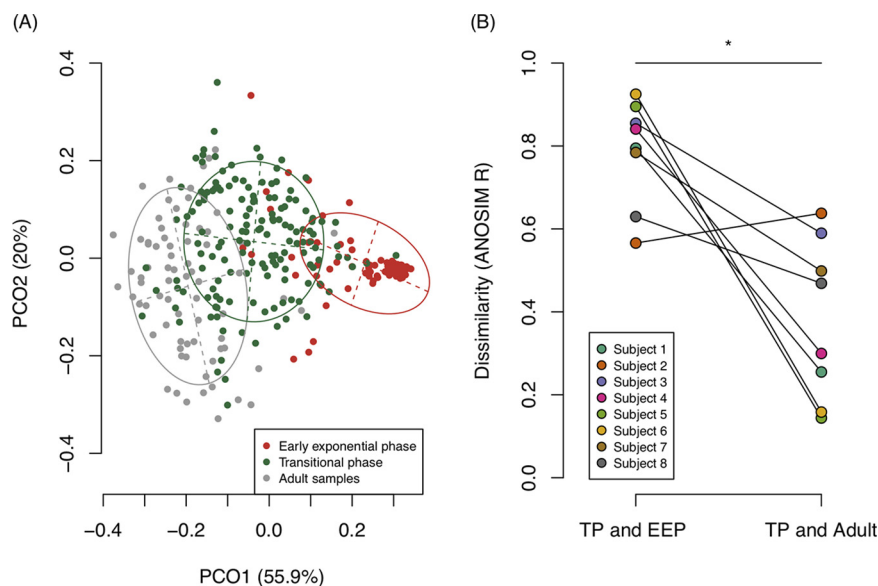 (A)
PCO2 (20%)
0.4
0.2
0.0
−0.2
−0.4
Early exponential phase
Transitional phase
Adult samples
−0.4
−0.2
0.0
0.2
PCO1 (55.9%)
(B)
Dissimilarity (ANOSIM R)
1.0
0.8
0.6
0.4
0.2
0.0
*
Subject 1
Subject 2
Subject 3
Subject 4
Subject 5
Subject 6
Subject 7
Subject 8
TP and EEP
TP and Adult